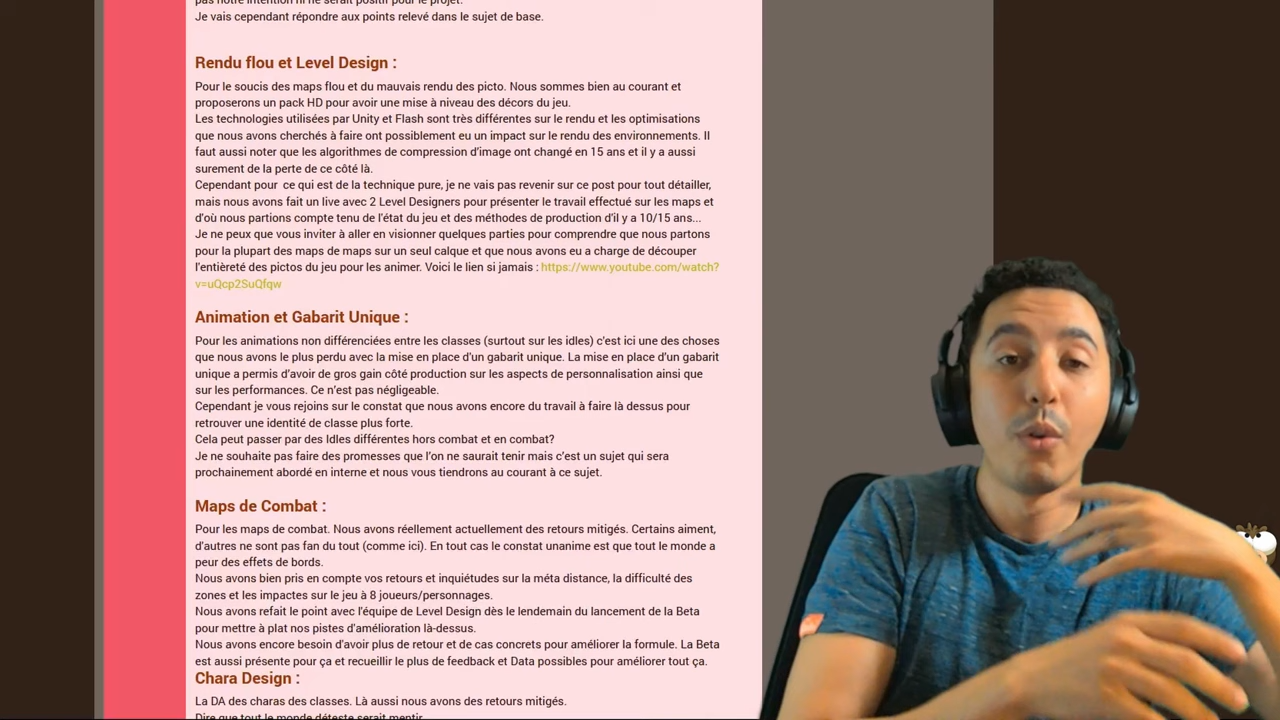 pas notre intention ni ne serait positif pour le projet.
Je vais cependant répondre aux points relevé dans le sujet de base.
Rendu flou et Level Design :
Pour le soucis des maps flou et du mauvais rendu des picto. Nous sommes bien au courant et
proposerons un pack HD pour avoir une mise à niveau des décors du jeu.
Les technologies utilisées par Unity et Flash sont très différentes sur le rendu et les optimisations
que nous avons cherchés à faire ont possiblement eu un impact sur le rendu des environnements. Il
faut aussi noter que les algorithmes de compression d'image ont changé en 15 ans et il y a aussi
surement de la perte de ce côté là.
Cependant pour ce qui est de la technique pure, je ne vais pas revenir sur ce post pour tout détailler,
mais nous avons fait un live avec 2 Level Designers pour présenter le travail effectué sur les maps et
d'où nous partions compte tenu de l'état du jeu et des méthodes de production d'il y a 10/15 ans...
Je ne peux que vous inviter à aller en visionner quelques parties pour comprendre que nous partons
pour la plupart des maps de maps sur un seul calque et que nous avons eu a charge de découper
l'entièreté des pictos du jeu pour les animer. Voici le lien si jamais : https://www.youtube.com/watch?
v=uQcp2SuQfqw
Animation et Gabarit Unique :
Pour les animations non différenciées entre les classes (surtout sur les idles) c'est ici une des choses
que nous avons le plus perdu avec la mise en place d'un gabarit unique. La mise en place d'un gabarit
unique a permis d'avoir de gros gain côté production sur les aspects de personnalisation ainsi que
sur les performances. Ce n'est pas négligeable.
Cependant je vous rejoins sur le constat que nous avons encore du travail à faire là dessus pour
retrouver une identité de classe plus forte.
Cela peut passer par des Idles différentes hors combat et en combat?
Je ne souhaite pas faire des promesses que l'on ne saurait tenir mais c'est un sujet qui sera
prochainement abordé en interne et nous vous tiendrons au courant à ce sujet.
Maps de Combat :
Pour les maps de combat. Nous avons réellement actuellement des retours mitigés. Certains aiment,
d'autres ne sont pas fan du tout (comme ici). En tout cas le constat unanime est que tout le monde a
peur des effets de bords.
Nous avons bien pris en compte vos retours et inquiétudes sur la méta distance, la difficulté des
zones et les impactes sur le jeu à 8 joueurs/personnages.
Nous avons refait le point avec l'équipe de Level Design dès le lendemain du lancement de la Beta
pour mettre à plat nos pistes d'amélioration là-dessus.
Nous avons encore besoin d'avoir plus de retour et de cas concrets pour améliorer la formule. La Beta
est aussi présente pour ça et recueillir le plus de feedback et Data possibles pour améliorer tout ça.
Chara Design :
La DA des charas des classes. Là aussi nous avons des retours mitigés.
Dire que tout le monde déteste serait mentir